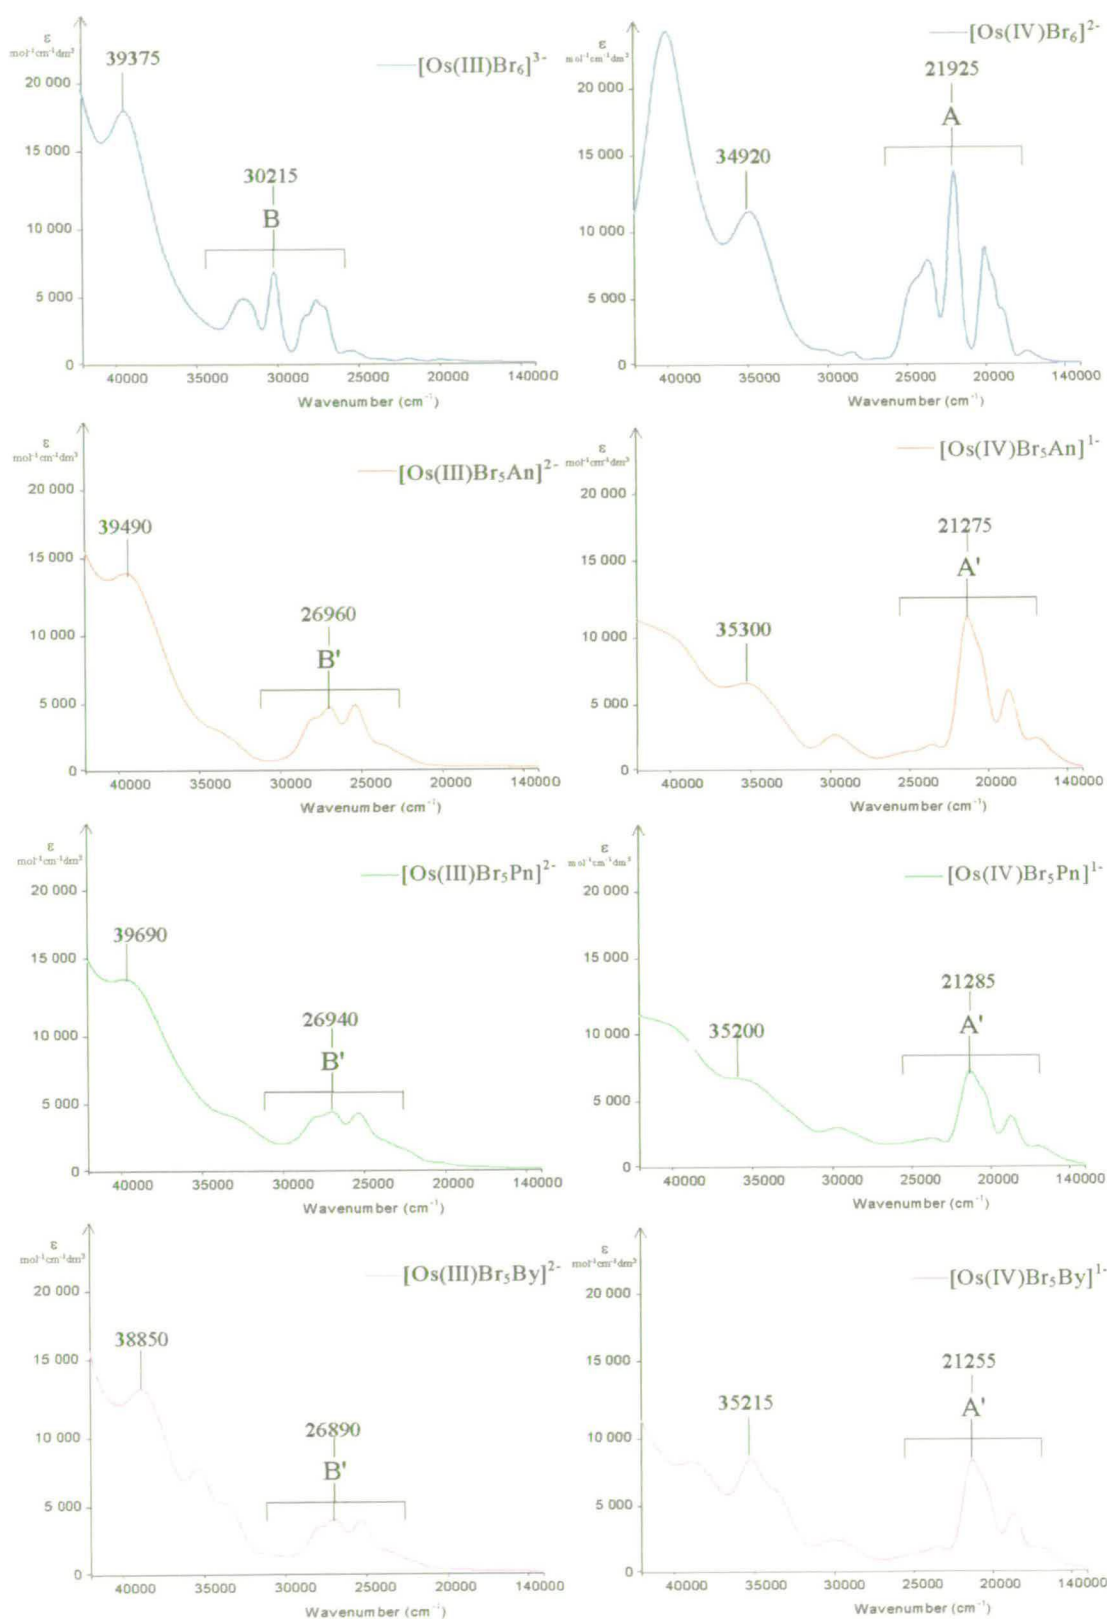 ε
mol⁻¹cm⁻¹dm³
39375
[Os(III)Br₆]³⁻
20 000
15 000
30215
B
10 000
5 000
0
40000 35000 30000 25000 20000 140000
Wavenumber (cm⁻¹)
ε
mol⁻¹cm⁻¹dm³
[Os(IV)Br₆]²⁻
21925
A
20 000
34920
15 000
10 000
5 000
0
40000 35000 30000 25000 20000 140000
Wavenumber (cm⁻¹)
ε
mol⁻¹cm⁻¹dm³
[Os(III)Br₅An]²⁻
20 000
39490
15 000
26960
10 000
B'
5 000
0
40000 35000 30000 25000 20000 140000
Wavenumber (cm⁻¹)
ε
mol⁻¹cm⁻¹dm³
[Os(IV)Br₅An]¹⁻
20 000
21275
15 000
A'
35300
10 000
5 000
0
40000 35000 30000 25000 20000 140000
Wavenumber (cm⁻¹)
ε
mol⁻¹cm⁻¹dm³
[Os(III)Br₅Pn]²⁻
20 000
39690
15 000
26940
10 000
B'
5 000
0
40000 35000 30000 25000 20000 140000
Wavenumber (cm⁻¹)
ε
mol⁻¹cm⁻¹dm³
[Os(IV)Br₅Pn]¹⁻
20 000
21285
15 000
A'
35200
10 000
5 000
0
40000 35000 30000 25000 20000 140000
Wavenumber (cm⁻¹)
ε
mol⁻¹cm⁻¹dm³
[Os(III)Br₅By]²⁻
20 000
38850
15 000
26890
10 000
B'
5 000
0
40000 35000 30000 25000 20000 140000
Wavenumber (cm⁻¹)
ε
mol⁻¹cm⁻¹dm³
[Os(IV)Br₅By]¹⁻
20 000
21255
15 000
35215
A'
10 000
5 000
0
40000 35000 30000 25000 20000 140000
Wavenumber (cm⁻¹)